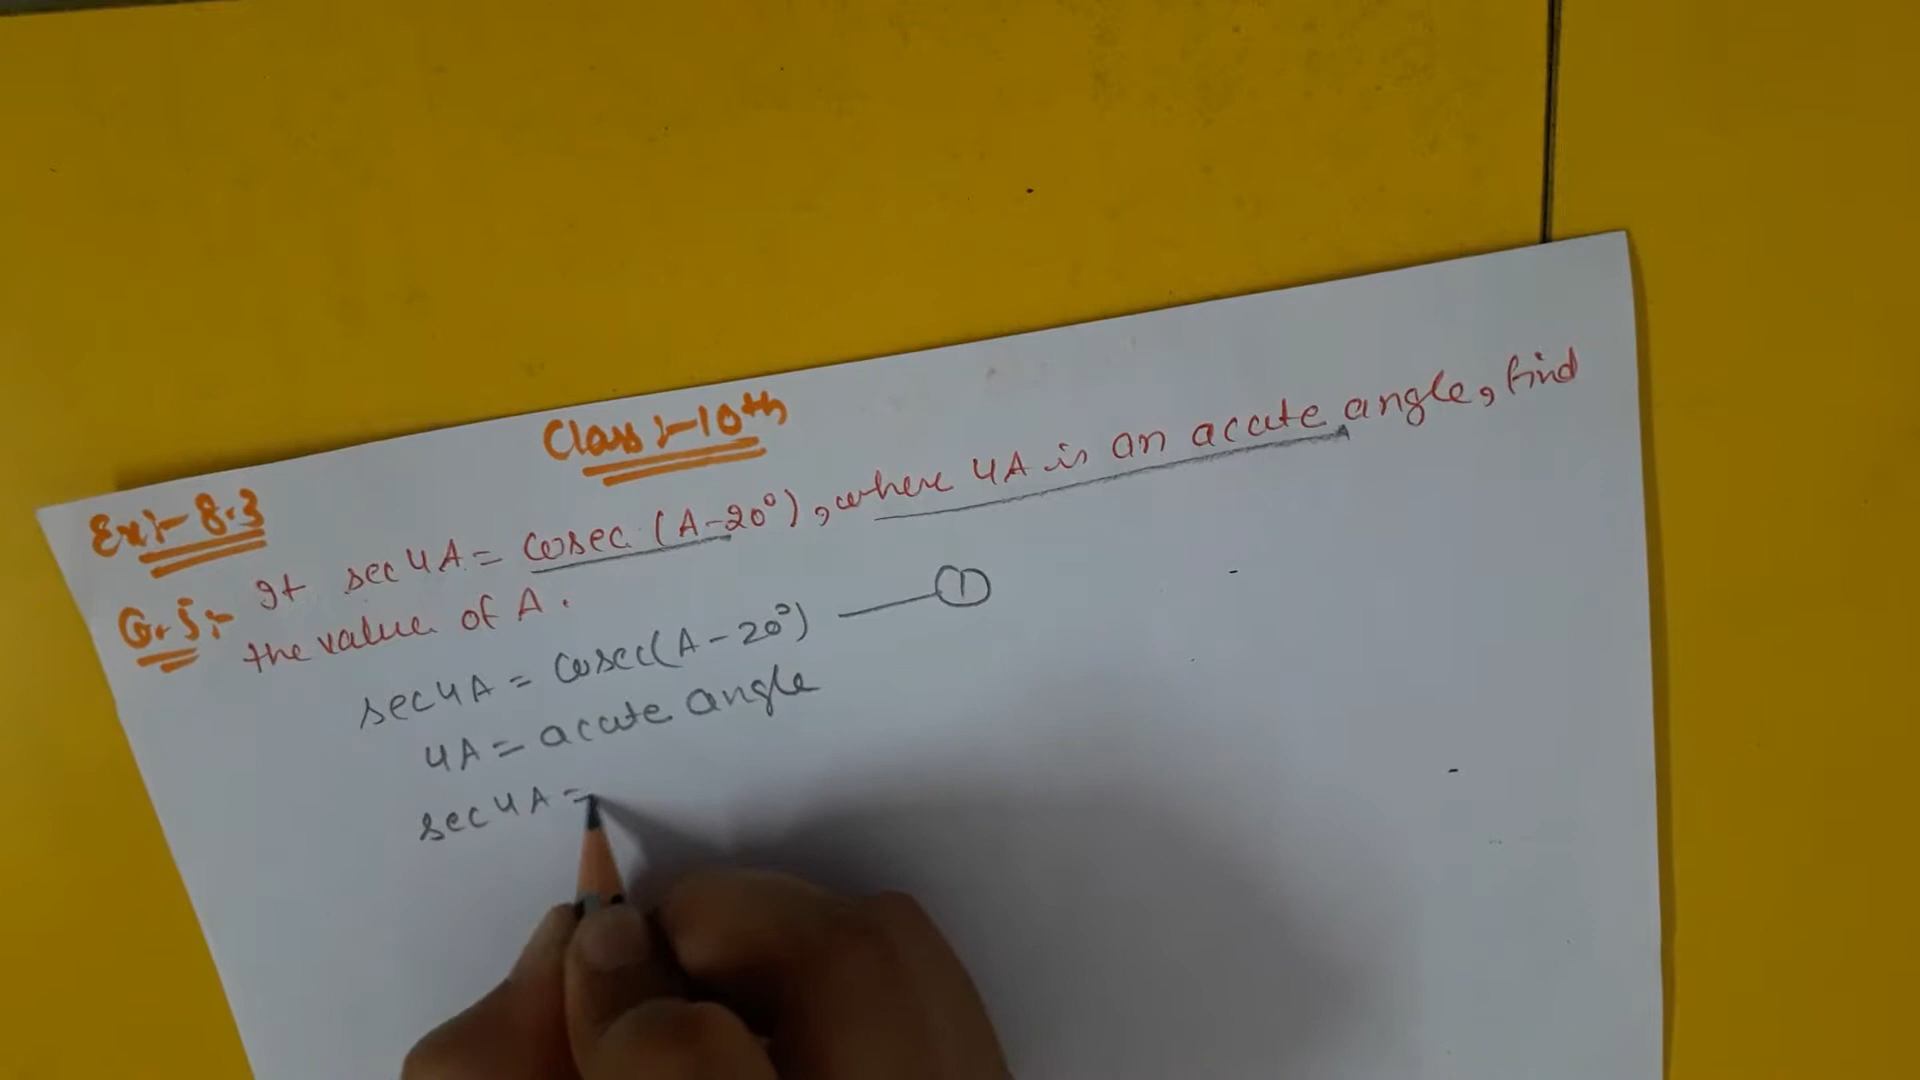 Class :- 10th
Ex :- 8.3
Q. 5 :- If sec 4A = cosec (A-20°), where 4A is an acute angle, find
the value of A.
sec 4A = cosec(A-20°) —— ①
4A = acute angle
sec 4A =